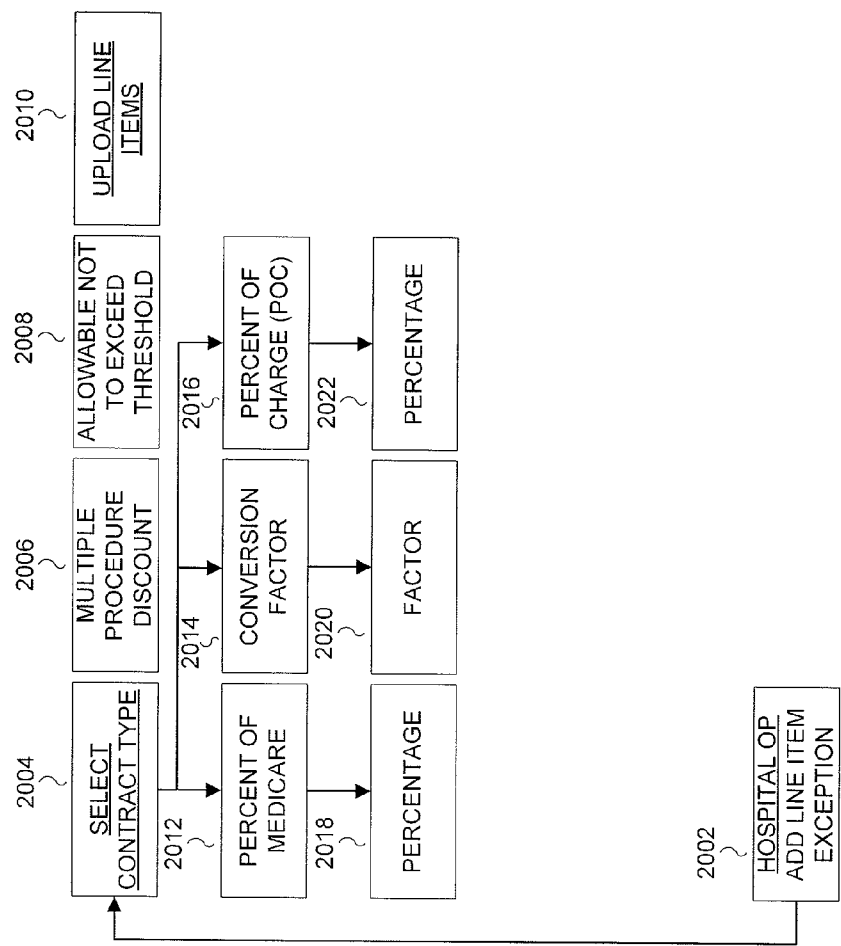 2004
SELECT
CONTRACT TYPE
2006
MULTIPLE
PROCEDURE
DISCOUNT
2008
ALLOWABLE NOT
TO EXCEED
THRESHOLD
2010
UPLOAD LINE
ITEMS
2012
PERCENT OF
MEDICARE
2014
CONVERSION
FACTOR
2016
PERCENT OF
CHARGE (POC)
2018
PERCENTAGE
2020
FACTOR
2022
PERCENTAGE
2002
HOSPITAL OP
ADD LINE ITEM
EXCEPTION